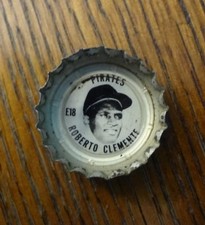 PIRATES
E18
ROBERTO CLEMENTE